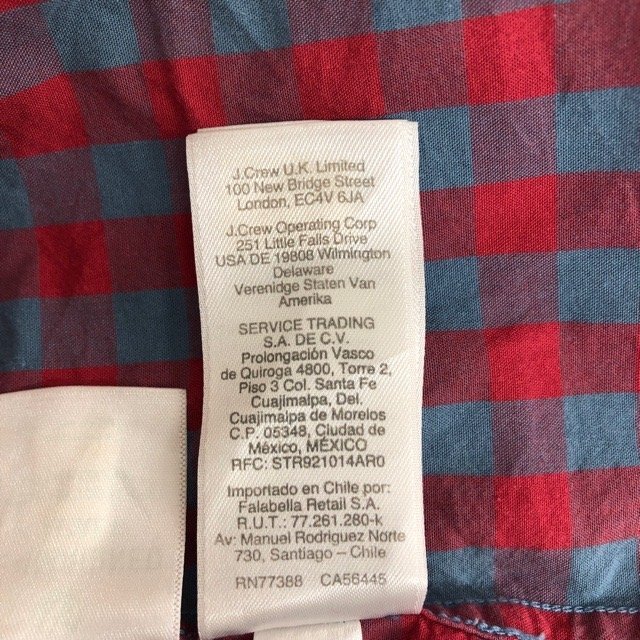 J.Crew U.K. Limited
100 New Bridge Street
London, EC4V 6JA
J.Crew Operating Corp
251 Little Falls Drive
USA DE 19808 Wilmington
Delaware
Verenidge Staten Van
Amerika
SERVICE TRADING
S.A. DE C.V.
Prolongación Vasco
de Quiroga 4800, Torre 2,
Piso 3 Col. Santa Fe
Cuajimalpa, Del.
Cuajimalpa de Morelos
C.P. 05348, Ciudad de
México, MÉXICO
RFC: STR921014AR0
Importado en Chile por:
Falabella Retail S.A.
R.U.T.: 77.261.280-k
Av: Manuel Rodriguez Norte
730, Santiago – Chile
RN77388 CA56445